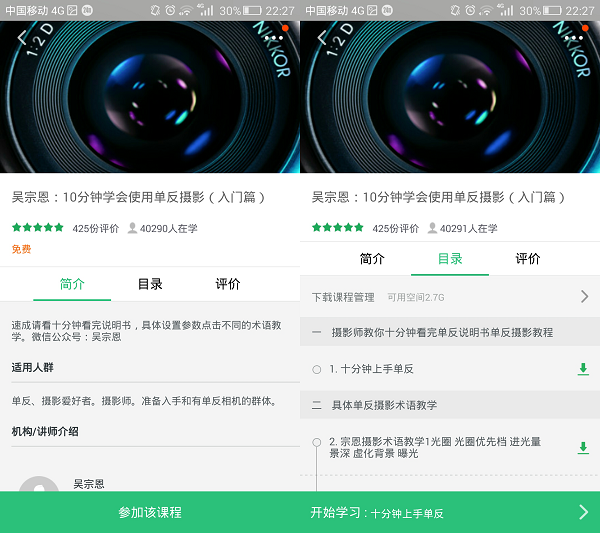 中国移动 4G
4G
30%
22:27
1:2 D
NIKKOR
吴宗恩：10分钟学会使用单反摄影（入门篇）
425份评价
40290人在学
免费
简介
目录
评价
速成请看十分钟看完说明书，具体设置参数点击不同的术语教
学。微信公众号：吴宗恩
适用人群
单反、摄影爱好者。摄影师。准备入手和有单反相机的群体。
机构/讲师介绍
吴宗恩
参加该课程
中国移动 4G
4G
30%
22:27
1:2 D
NIKKOR
吴宗恩：10分钟学会使用单反摄影（入门篇）
425份评价
40291人在学
简介
目录
评价
下载课程管理
可用空间2.7G
一 摄影师教你十分钟看完单反说明书单反摄影教程
1. 十分钟上手单反
二 具体单反摄影术语教学
2. 宗恩摄影术语教学1光圈 光圈优先档 进光量
景深 虚化背景 曝光
开始学习：十分钟上手单反